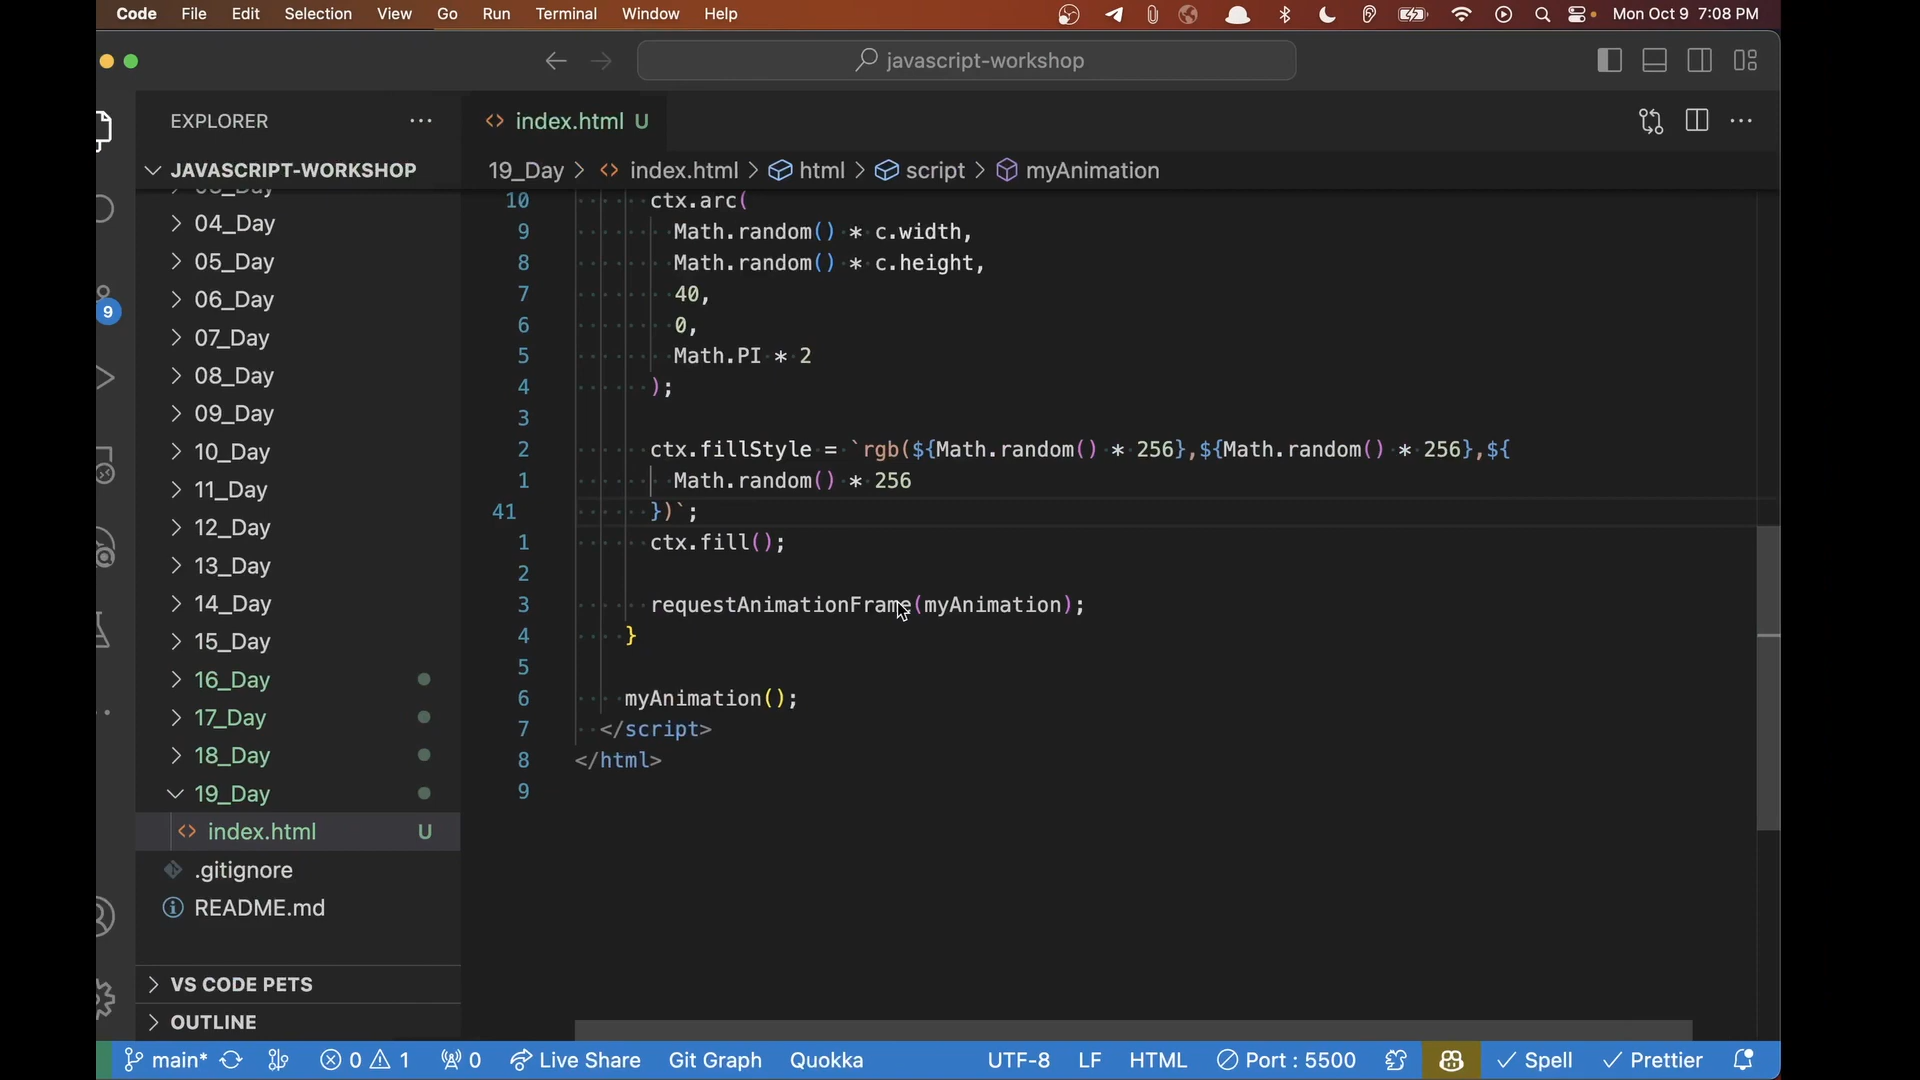 Code File Edit Selection View Go Run Terminal Window Help Mon Oct 9 7:08 PM
javascript-workshop
EXPLORER
index.html U
JAVASCRIPT-WORKSHOP
19_Day > index.html > html > script > myAnimation
04_Day
05_Day
06_Day
07_Day
08_Day
09_Day
10_Day
11_Day
12_Day
13_Day
14_Day
15_Day
16_Day
17_Day
18_Day
19_Day
index.html U
.gitignore
README.md
VS CODE PETS
OUTLINE
9
10 ctx.arc(
9 Math.random() * c.width,
8 Math.random() * c.height,
7 40,
6 0,
5 Math.PI * 2
4 );
3
2 ctx.fillStyle = `rgb(${Math.random() * 256},${Math.random() * 256},${
1 Math.random() * 256
41 })`;
1 ctx.fill();
2
3 requestAnimationFrame(myAnimation);
4 }
5
6 myAnimation();
7 </script>
8 </html>
9
main* 0 1 0 Live Share Git Graph Quokka UTF-8 LF HTML Port : 5500 Spell Prettier